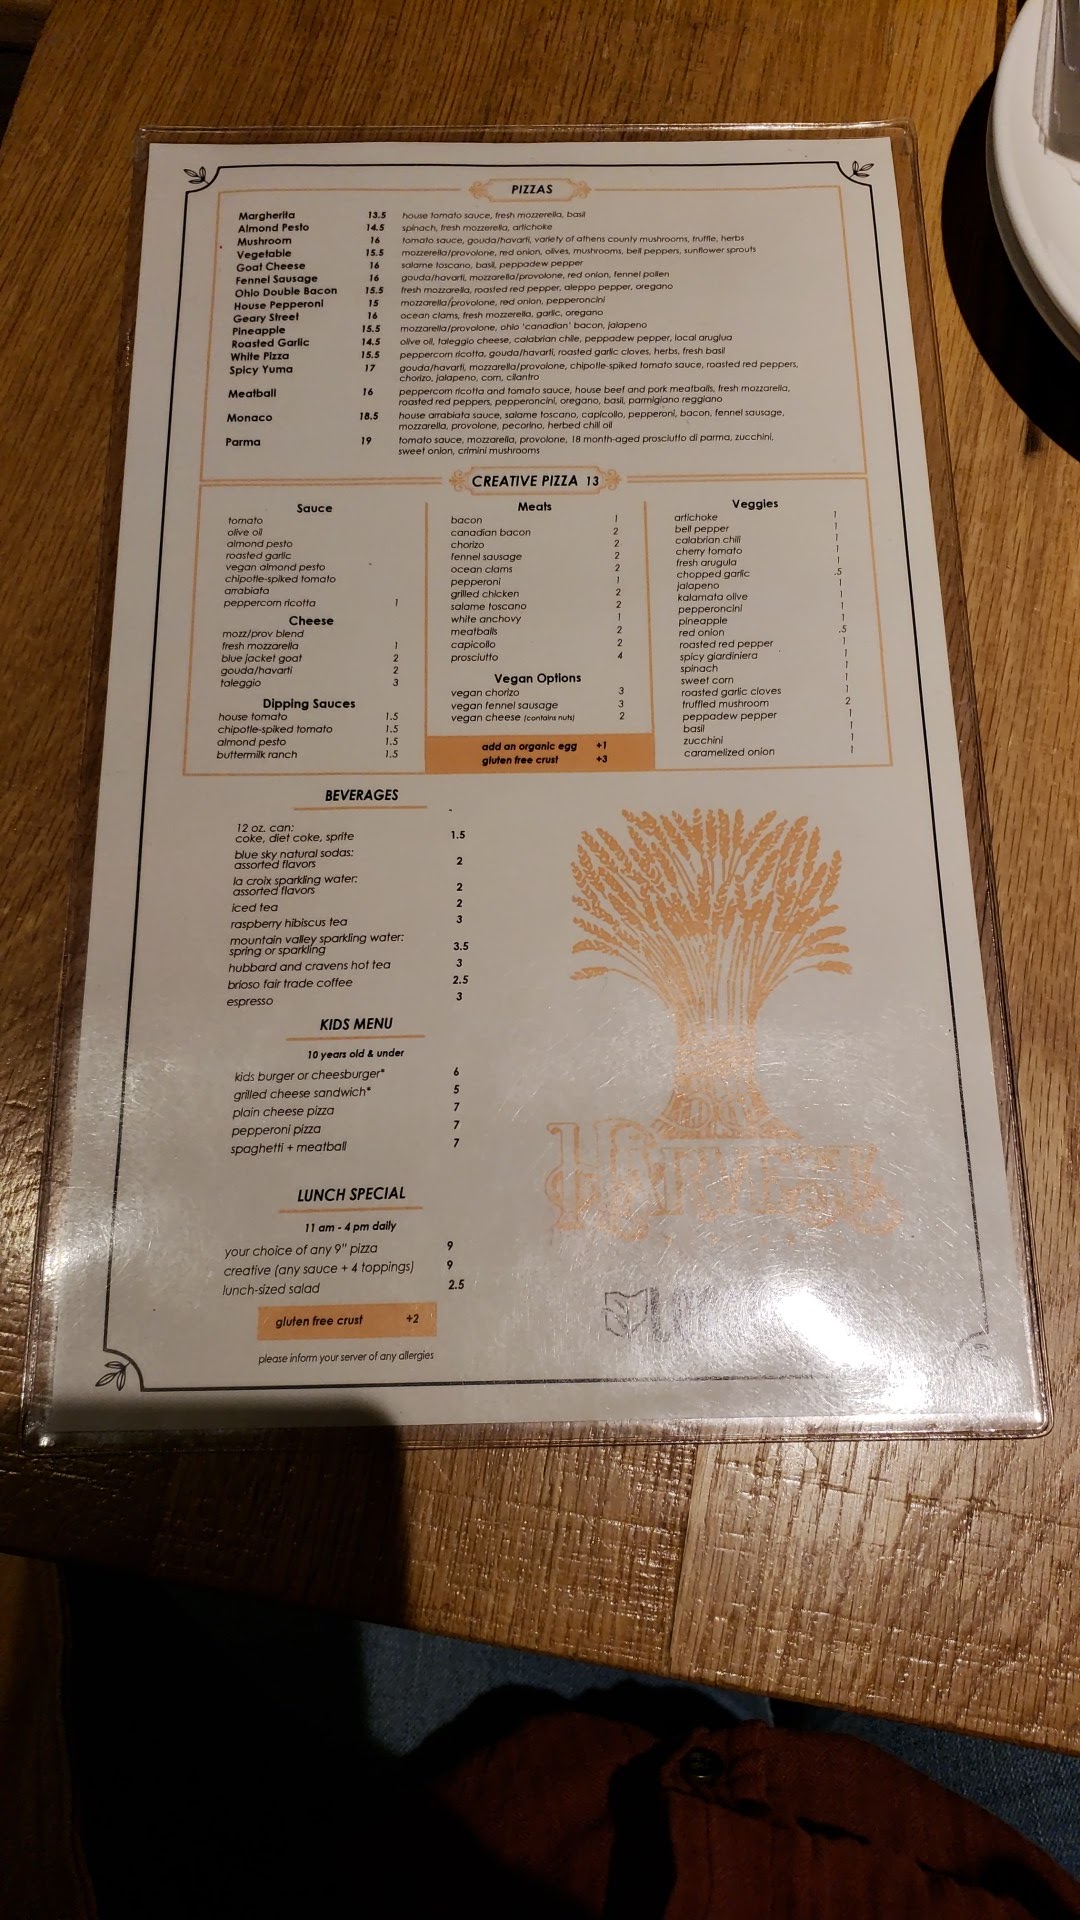 PIZZAS
Margherita 13.5 house tomato sauce, fresh mozzerella, basil
Almond Pesto 14.5 spinach, fresh mozzerella, artichoke
Mushroom 16 tomato sauce, gouda/havarti, variety of athens county mushrooms, truffle, herbs
Vegetable 15.5 mozzerella/provolone, red onion, olives, mushrooms, bell peppers, sunflower sprouts
Goat Cheese 16 salame toscano, basil, peppadew pepper
Fennel Sausage 16 gouda/havarti, mozzarella/provolone, red onion, fennel pollen
Ohio Double Bacon 15.5 fresh mozzarella, roasted red pepper, aleppo pepper, oregano
House Pepperoni 15 mozzarella/provolone, red onion, pepperoncini
Geary Street 16 ocean clams, fresh mozzerella, garlic, oregano
Pineapple 15.5 mozzarella/provolone, ohio 'canadian' bacon, jalapeno
Roasted Garlic 14.5 olive oil, taleggio cheese, calabrian chile, peppadew pepper, local aruglua
White Pizza 15.5 peppercorn ricotta, gouda/havarti, roasted garlic cloves, herbs, fresh basil
Spicy Yuma 17 gouda/havarti, mozzarella/provolone, chipotle-spiked tomato sauce, roasted red peppers,
chorizo, jalapeno, corn, cilantro
Meatball 16 peppercorn ricotta and tomato sauce, house beef and pork meatballs, fresh mozzarella,
roasted red peppers, pepperoncini, oregano, basil, parmigiano reggiano
Monaco 18.5 house arrabiata sauce, salame toscano, capicollo, pepperoni, bacon, fennel sausage,
mozzarella, provolone, pecorino, herbed chili oil
Parma 19 tomato sauce, mozzarella, provolone, 18 month-aged prosciutto di parma, zucchini,
sweet onion, crimini mushrooms
CREATIVE PIZZA 13
Sauce
tomato
olive oil
almond pesto
roasted garlic
vegan almond pesto
chipotle-spiked tomato
arrabiata
peppercorn ricotta 1
Cheese
mozz/prov blend
fresh mozzarella 1
blue jacket goat 2
gouda/havarti 2
taleggio 3
Dipping Sauces
house tomato 1.5
chipotle-spiked tomato 1.5
almond pesto 1.5
buttermilk ranch 1.5
Meats
bacon 1
canadian bacon 2
chorizo 2
fennel sausage 2
ocean clams 2
pepperoni 1
grilled chicken 2
salame toscano 2
white anchovy 1
meatballs 2
capicollo 2
prosciutto 4
Vegan Options
vegan chorizo 3
vegan fennel sausage 3
vegan cheese (contains nuts) 2
add an organic egg +1
gluten free crust +3
Veggies
artichoke 1
bell pepper 1
calabrian chili 1
cherry tomato 1
fresh arugula 1
chopped garlic .5
jalapeno 1
kalamata olive 1
pepperoncini 1
pineapple 1
red onion .5
roasted red pepper 1
spicy giardiniera 1
spinach 1
sweet corn 1
roasted garlic cloves 1
truffled mushroom 2
peppadew pepper 1
basil 1
zucchini 1
caramelized onion 1
BEVERAGES
12 oz. can:
coke, diet coke, sprite 1.5
blue sky natural sodas:
assorted flavors 2
la croix sparkling water:
assorted flavors 2
iced tea 2
raspberry hibiscus tea 3
mountain valley sparkling water:
spring or sparkling 3.5
hubbard and cravens hot tea 3
brioso fair trade coffee 2.5
espresso 3
KIDS MENU
10 years old & under
kids burger or cheesburger* 6
grilled cheese sandwich* 5
plain cheese pizza 7
pepperoni pizza 7
spaghetti + meatball 7
LUNCH SPECIAL
11 am - 4 pm daily
your choice of any 9" pizza 9
creative (any sauce + 4 toppings) 9
lunch-sized salad 2.5
gluten free crust +2
please inform your server of any allergies
HARVEST